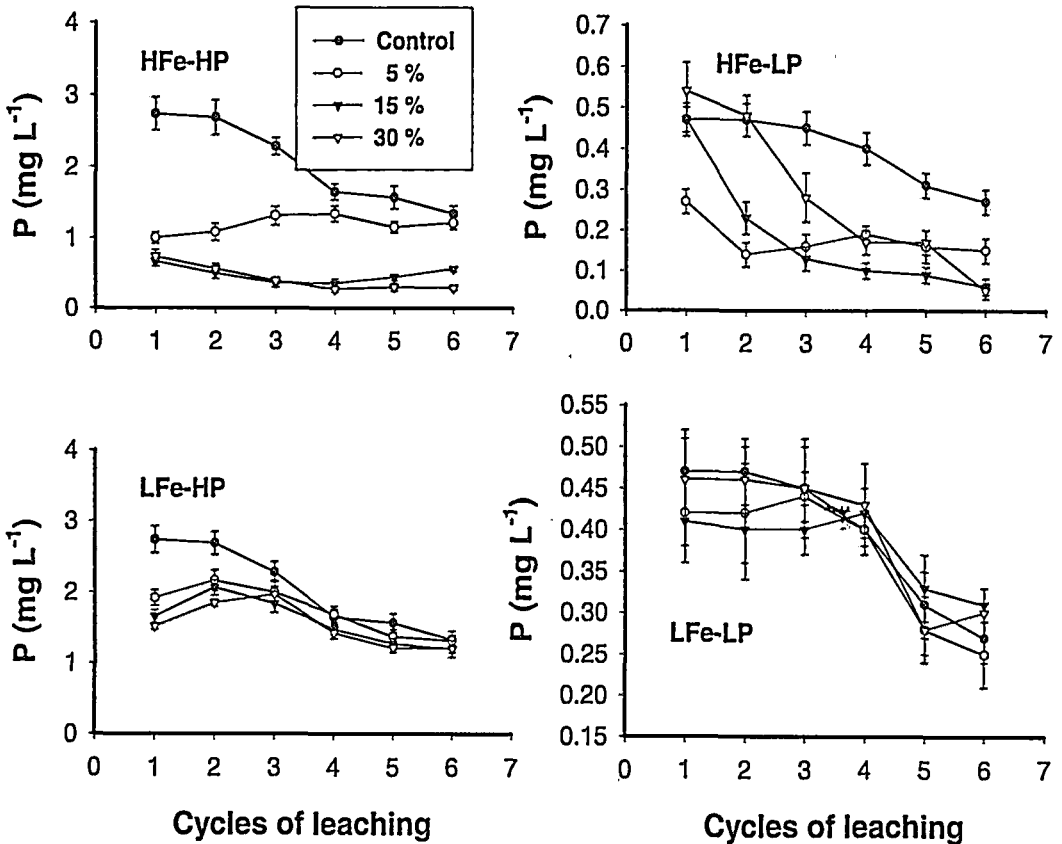 HFe-HP
4
3
2
1
0
P (mg L⁻¹)
0 1 2 3 4 5 6 7
Control
5 %
15 %
30 %
HFe-LP
0.7
0.6
0.5
0.4
0.3
0.2
0.1
0.0
P (mg L⁻¹)
0 1 2 3 4 5 6 7
LFe-HP
4
3
2
1
0
P (mg L⁻¹)
0 1 2 3 4 5 6 7
Cycles of leaching
LFe-LP
0.55
0.50
0.45
0.40
0.35
0.30
0.25
0.20
0.15
P (mg L⁻¹)
0 1 2 3 4 5 6 7
Cycles of leaching